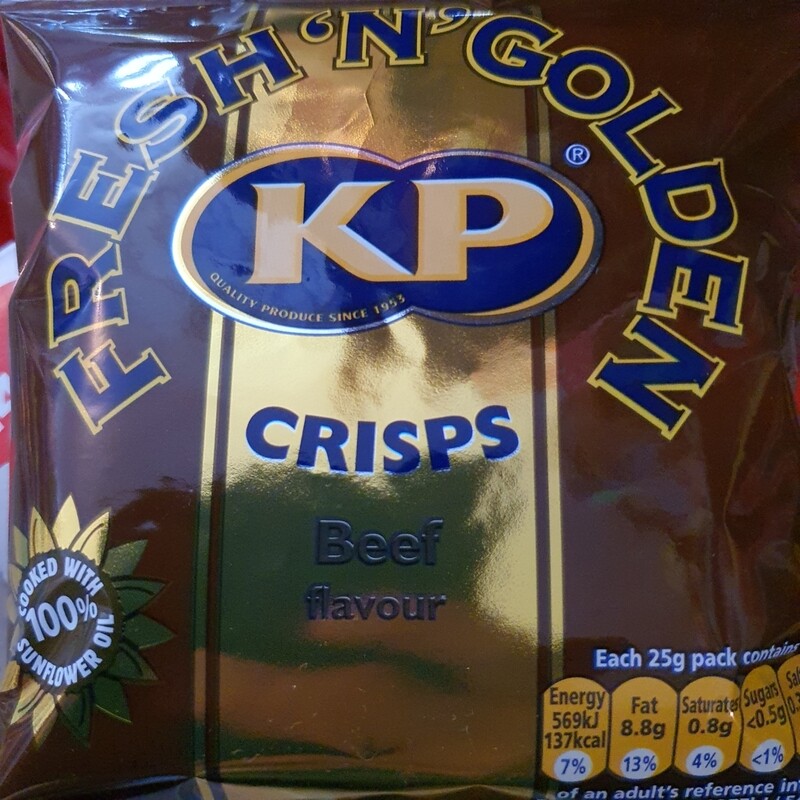 FRESH 'N' GOLDEN
KP®
QUALITY PRODUCE SINCE 1953
CRISPS
Beef
flavour
COOKED WITH
100%
SUNFLOWER OIL
Each 25g pack contains
Energy
569kJ
137kcal
7%
Fat
8.8g
13%
Saturates
0.8g
4%
Sugars
<0.5g
<1%
of an adult's reference